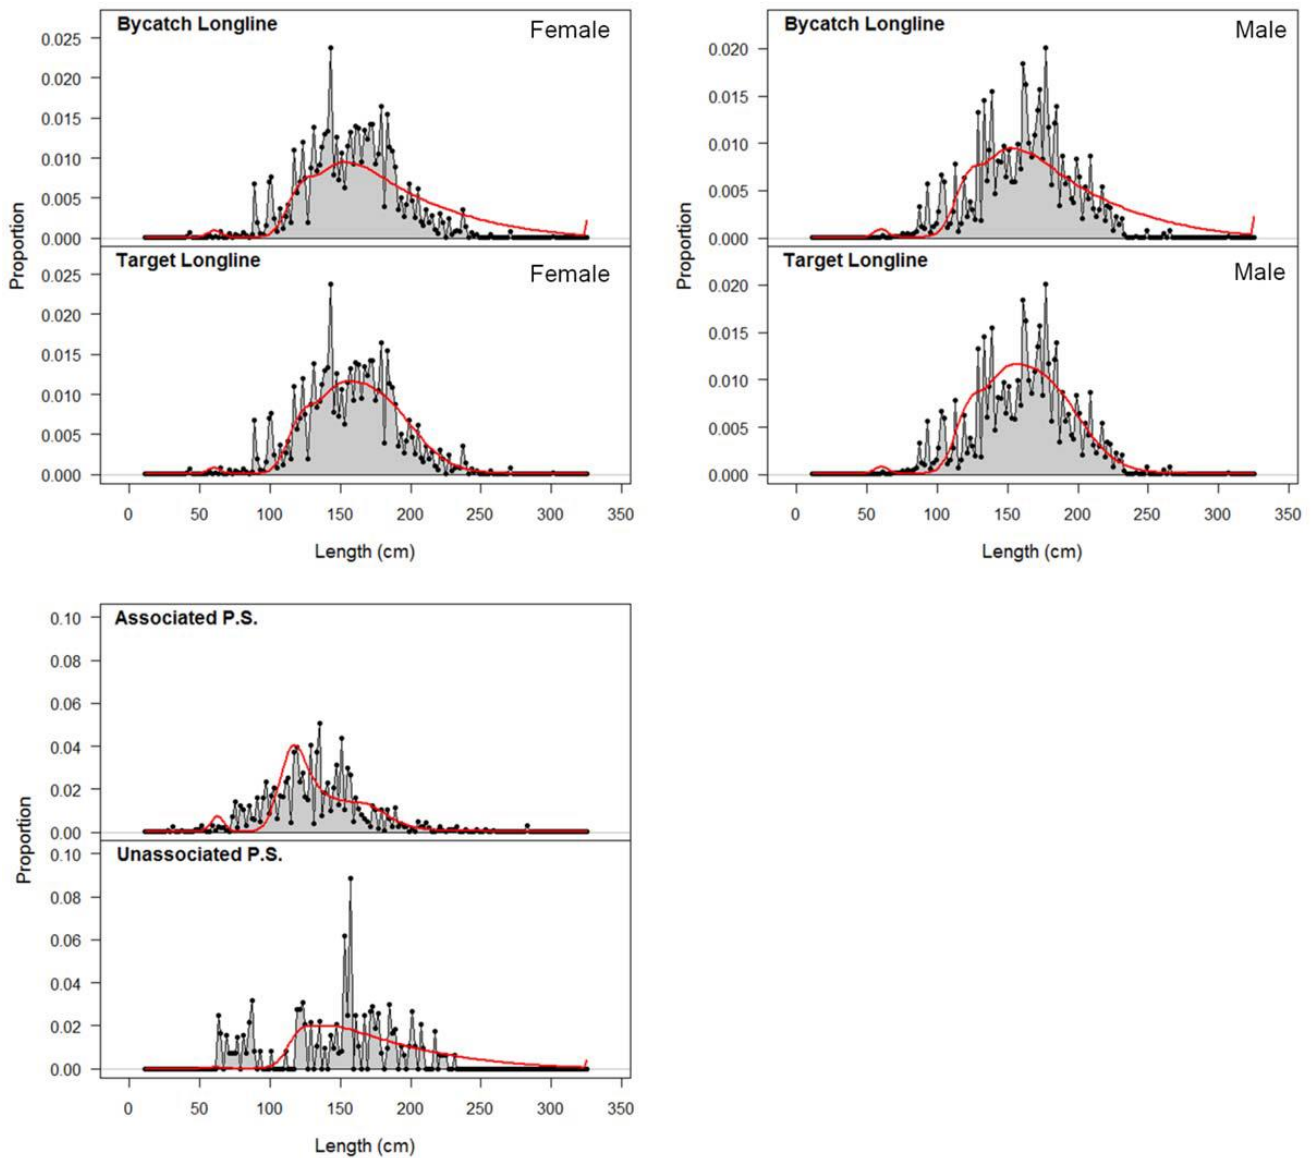 Bycatch Longline
Female
0.025
0.020
0.015
0.010
0.005
0.000
Target Longline
Female
0.025
0.020
0.015
0.010
0.005
0.000
Proportion
0 50 100 150 200 250 300 350
Length (cm)
Bycatch Longline
Male
0.020
0.015
0.010
0.005
0.000
Target Longline
Male
0.020
0.015
0.010
0.005
0.000
Proportion
0 50 100 150 200 250 300 350
Length (cm)
Associated P.S.
0.10
0.08
0.06
0.04
0.02
0.00
Unassociated P.S.
0.10
0.08
0.06
0.04
0.02
0.00
Proportion
0 50 100 150 200 250 300 350
Length (cm)